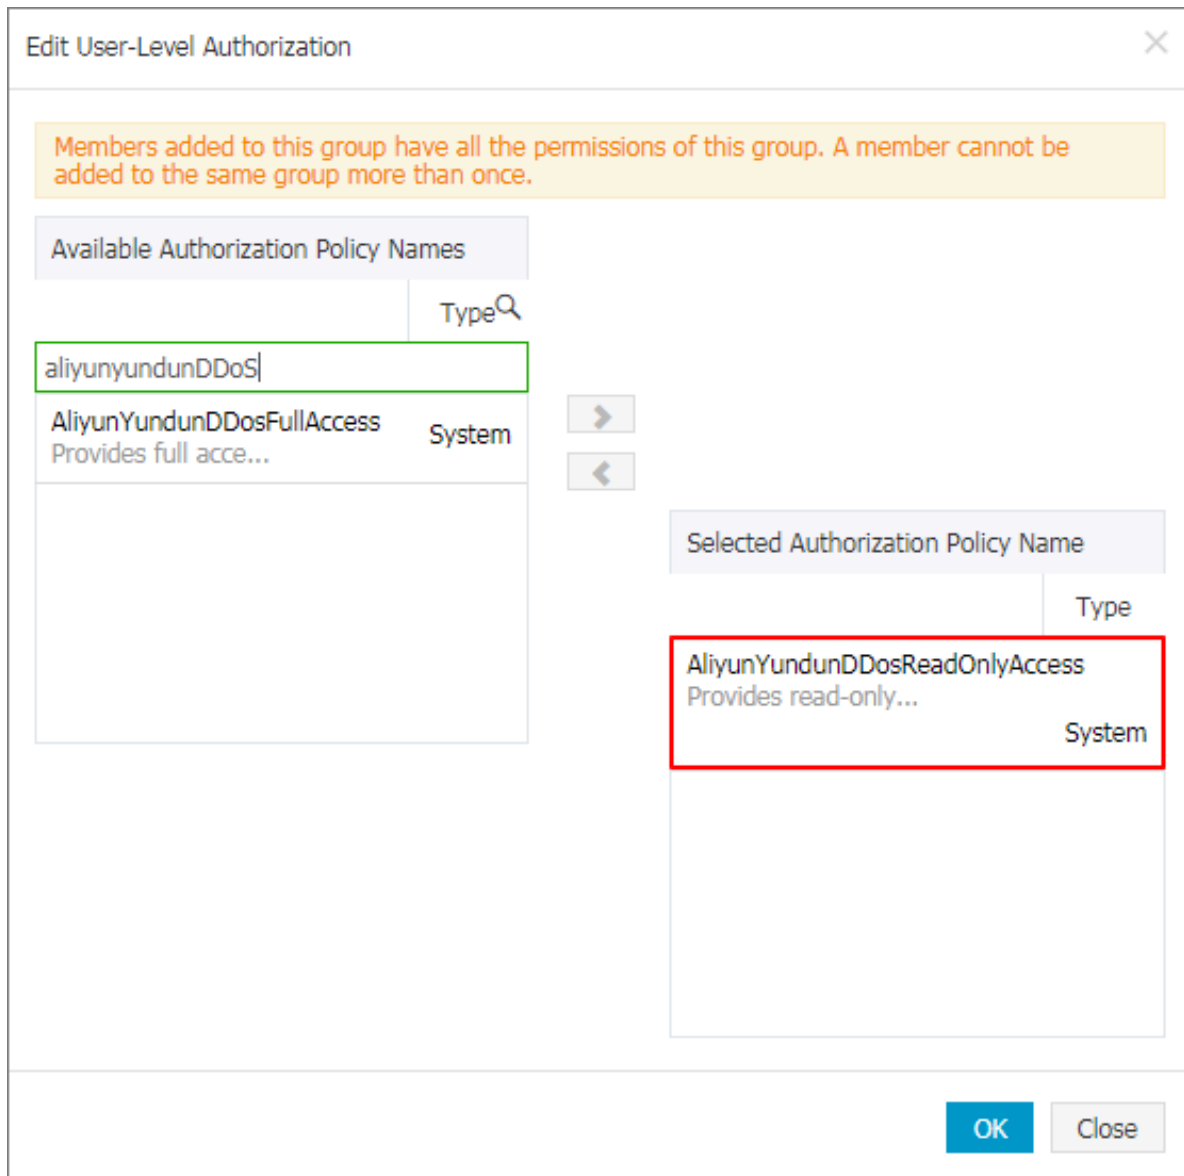 Edit User-Level Authorization
Members added to this group have all the permissions of this group. A member cannot be
added to the same group more than once.
Available Authorization Policy Names
Type
aliyunyundunDDoS
AliyunYundunDDosFullAccess
Provides full acce...
System
Selected Authorization Policy Name
Type
AliyunYundunDDosReadOnlyAccess
Provides read-only...
System
OK
Close